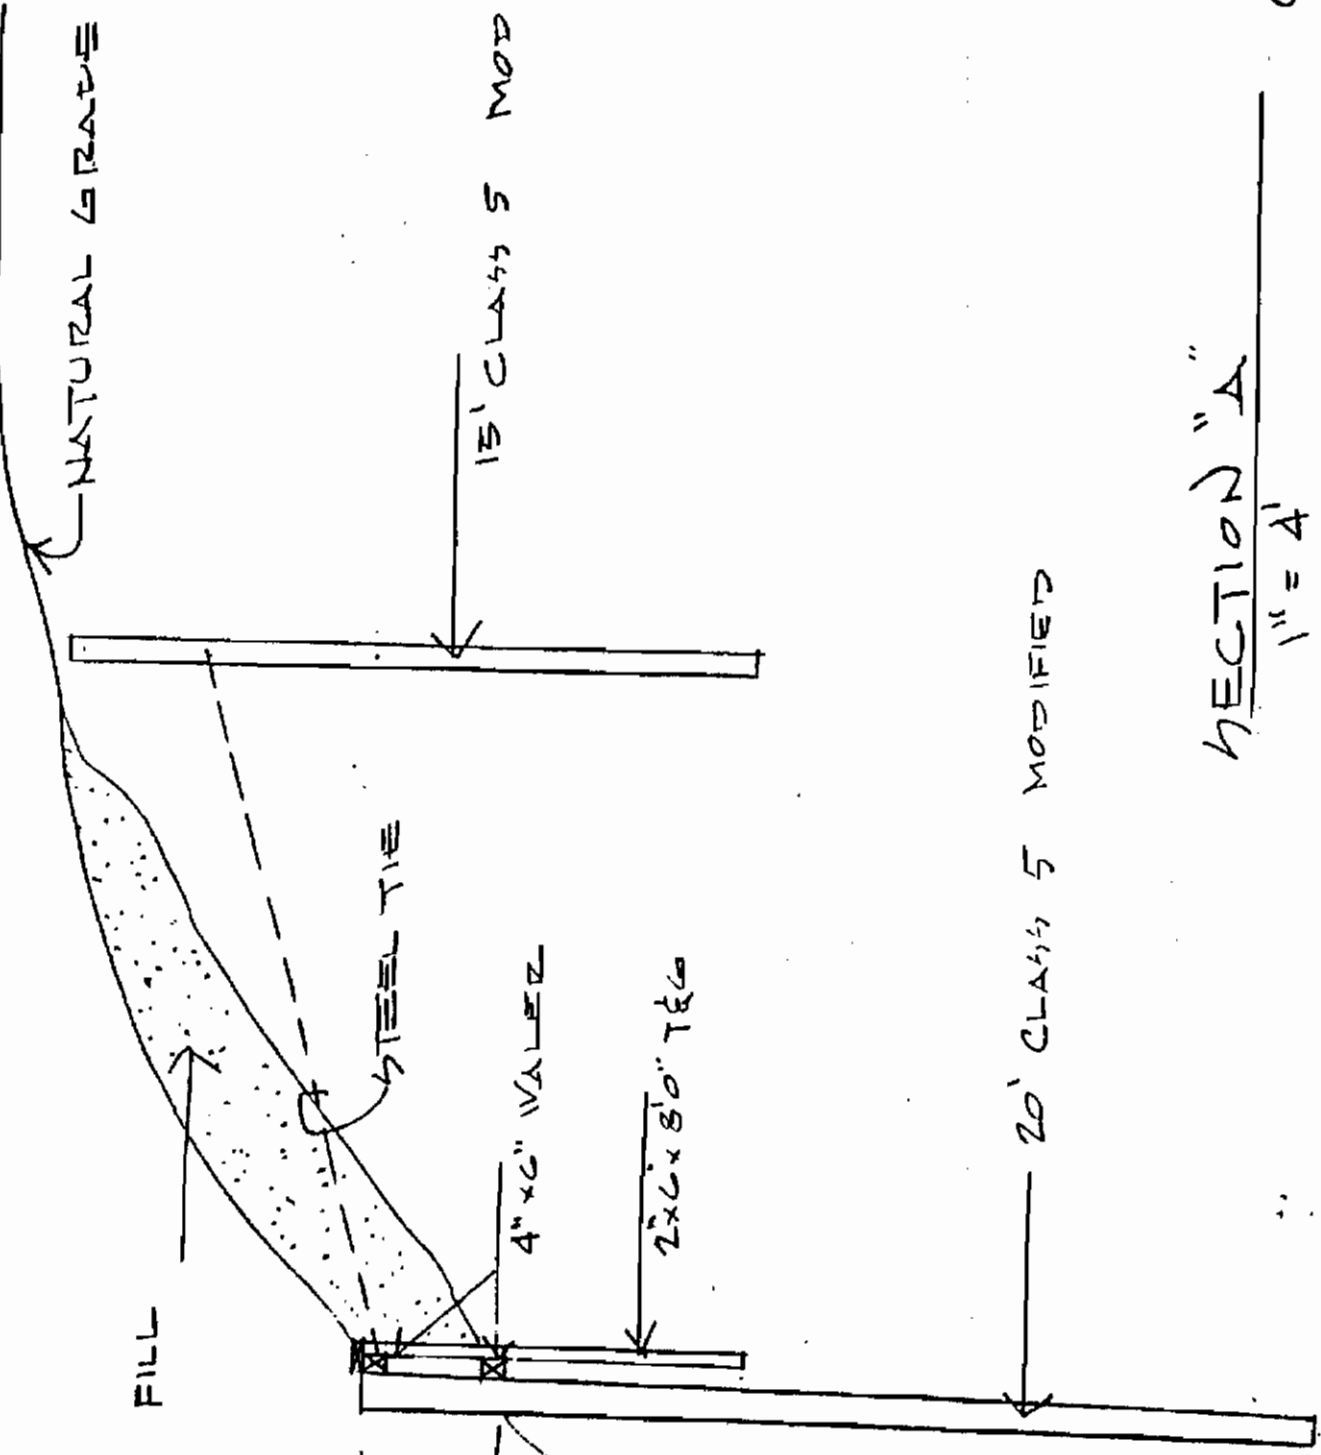 NATURAL GRADE
FILL
15' CLASS 5 MOD
STEEL TIE
4"x6" WALER
2"x6"x8'0" T&G
20' CLASS 5 MODIFIED
SECTION "A"
1" = 4'